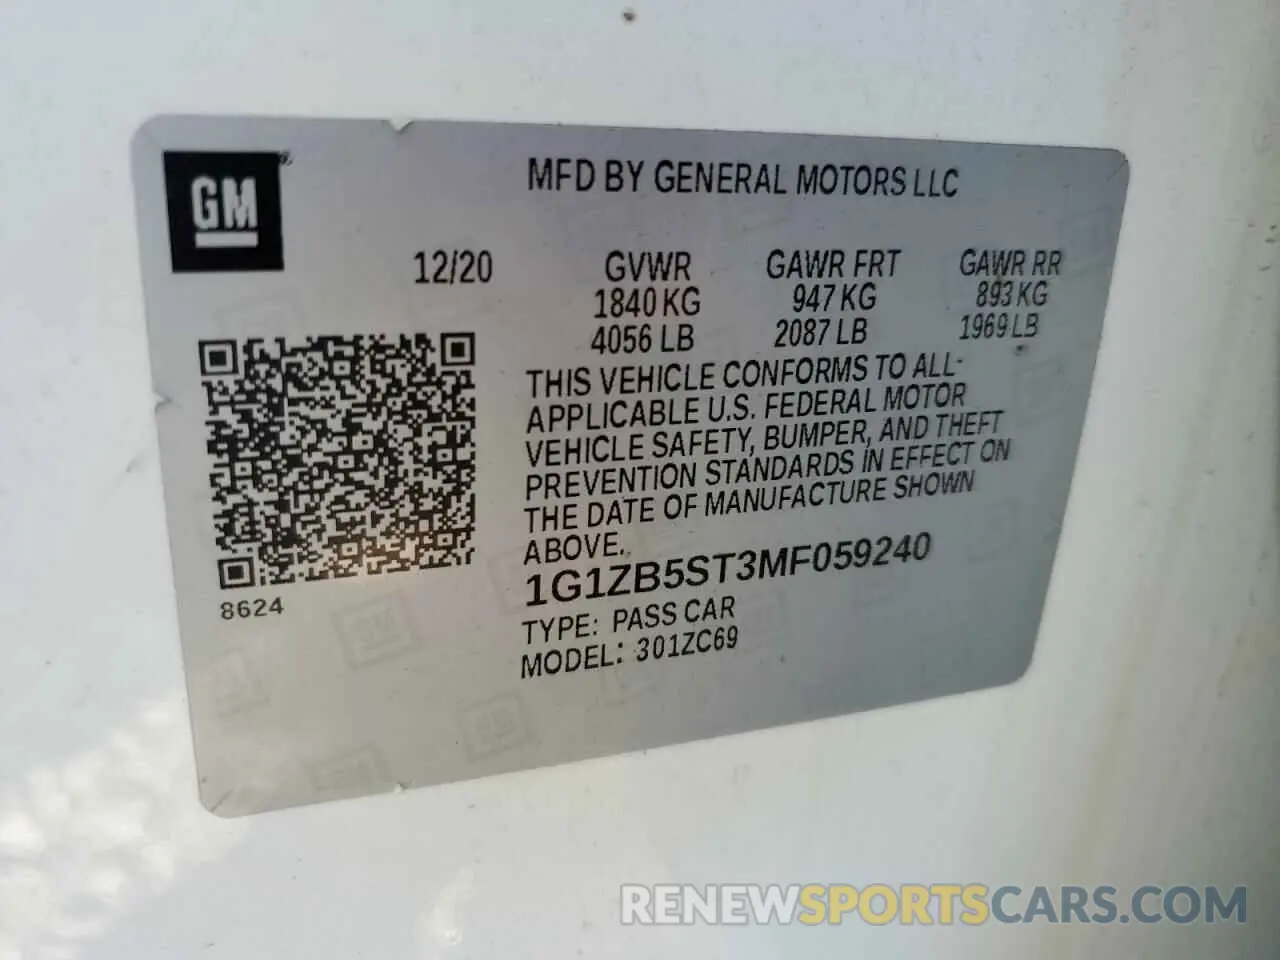 GM
MFD BY GENERAL MOTORS LLC
12/20 GVWR GAWR FRT GAWR RR
1840 KG 947 KG 893 KG
4056 LB 2087 LB 1969 LB
THIS VEHICLE CONFORMS TO ALL
APPLICABLE U.S. FEDERAL MOTOR
VEHICLE SAFETY, BUMPER, AND THEFT
PREVENTION STANDARDS IN EFFECT ON
THE DATE OF MANUFACTURE SHOWN
ABOVE.
8624
1G1ZB5ST3MF059240
TYPE: PASS CAR
MODEL: 301ZC69
RENEWSPORTSCARS.COM